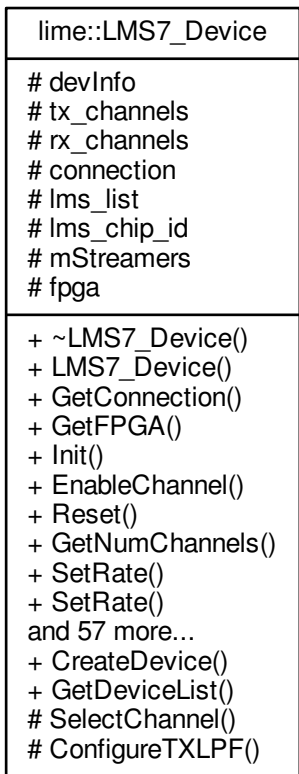 lime::LMS7_Device
# devInfo
# tx_channels
# rx_channels
# connection
# lms_list
# lms_chip_id
# mStreamers
# fpga
+ ~LMS7_Device()
+ LMS7_Device()
+ GetConnection()
+ GetFPGA()
+ Init()
+ EnableChannel()
+ Reset()
+ GetNumChannels()
+ SetRate()
+ SetRate()
and 57 more...
+ CreateDevice()
+ GetDeviceList()
# SelectChannel()
# ConfigureTXLPF()